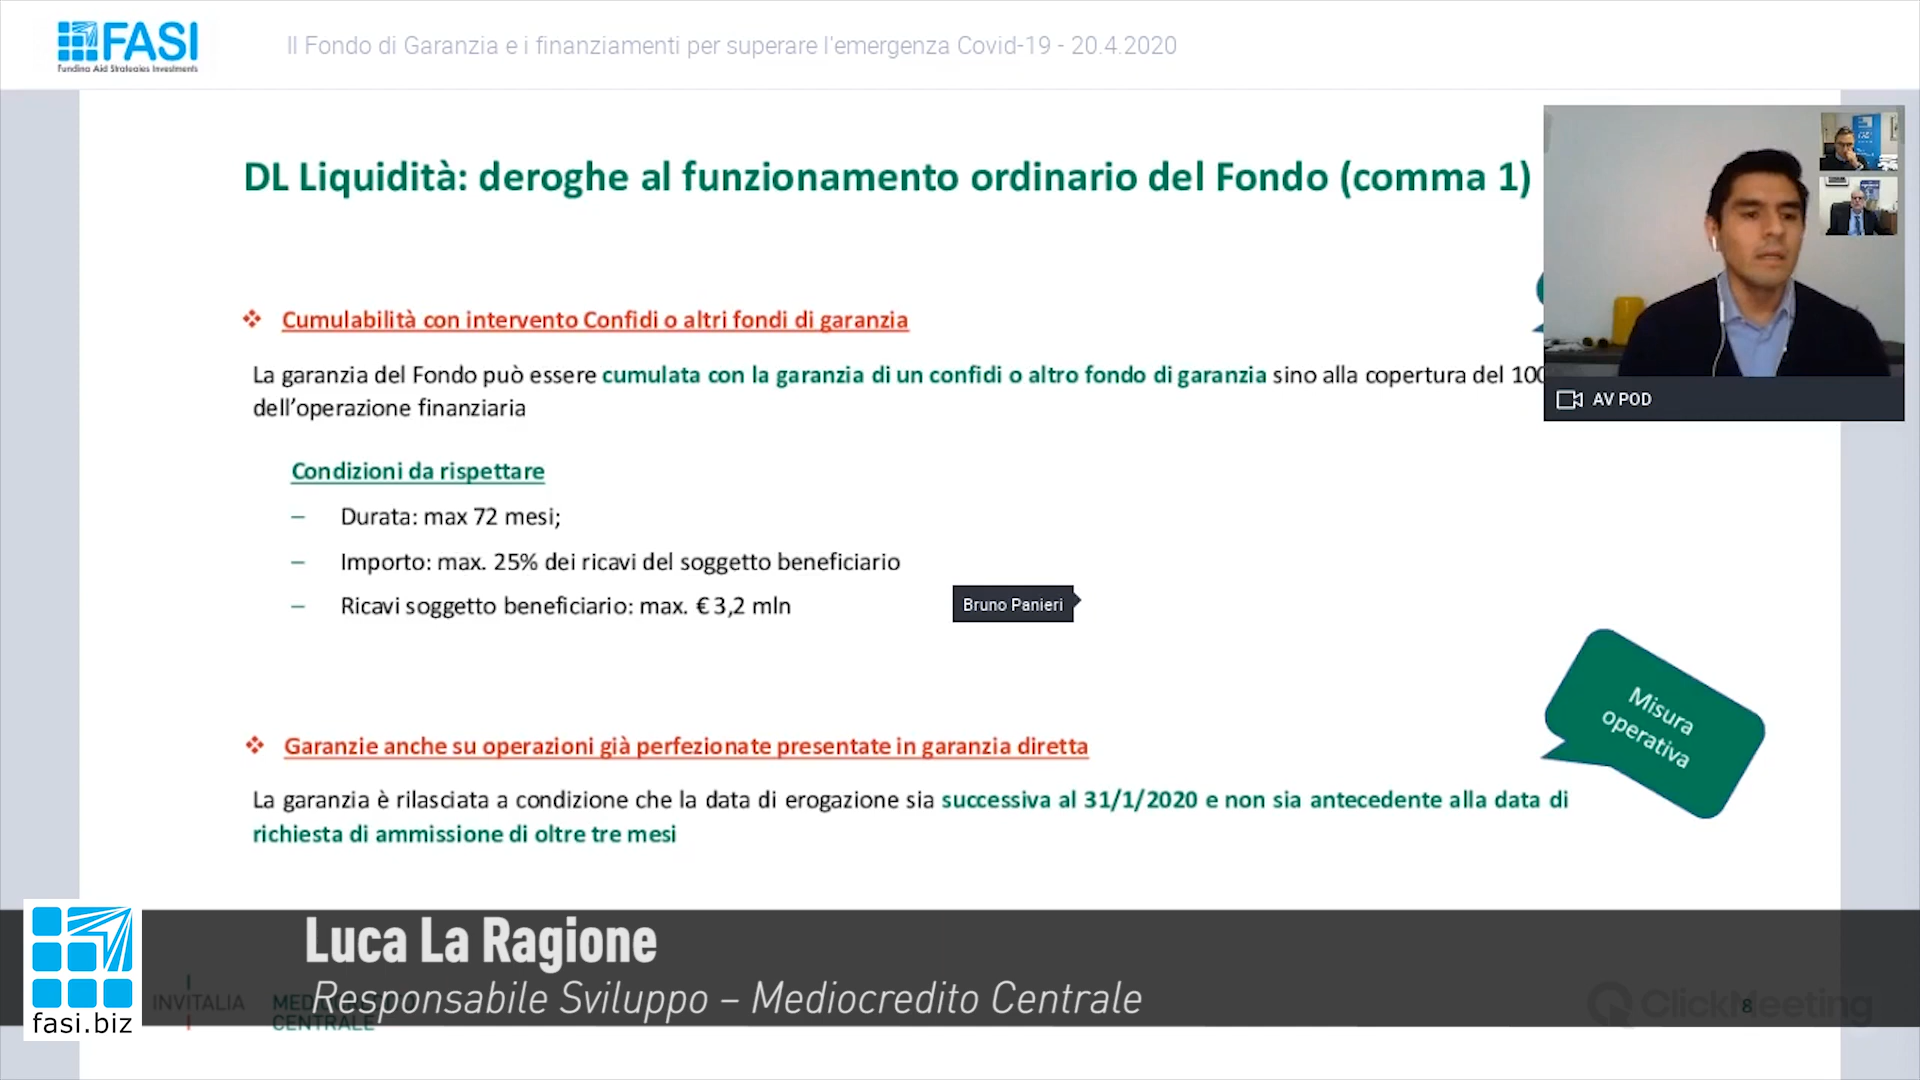 FASI
Funding Aid Strategies Investments
Il Fondo di Garanzia e i finanziamenti per superare l'emergenza Covid-19 - 20.4.2020
DL Liquidità: deroghe al funzionamento ordinario del Fondo (comma 1)
❖ Cumulabilità con intervento Confidi o altri fondi di garanzia
La garanzia del Fondo può essere cumulata con la garanzia di un confidi o altro fondo di garanzia sino alla copertura del 100
dell'operazione finanziaria
AV POD
Condizioni da rispettare
– Durata: max 72 mesi;
– Importo: max. 25% dei ricavi del soggetto beneficiario
– Ricavi soggetto beneficiario: max. € 3,2 mln
Bruno Panieri
Misura
operativa
❖ Garanzie anche su operazioni già perfezionate presentate in garanzia diretta
La garanzia è rilasciata a condizione che la data di erogazione sia successiva al 31/1/2020 e non sia antecedente alla data di
richiesta di ammissione di oltre tre mesi
Luca La Ragione
Responsabile Sviluppo – Mediocredito Centrale
INVITALIA
CENTRALE
8
ClickMeeting
fasi.biz